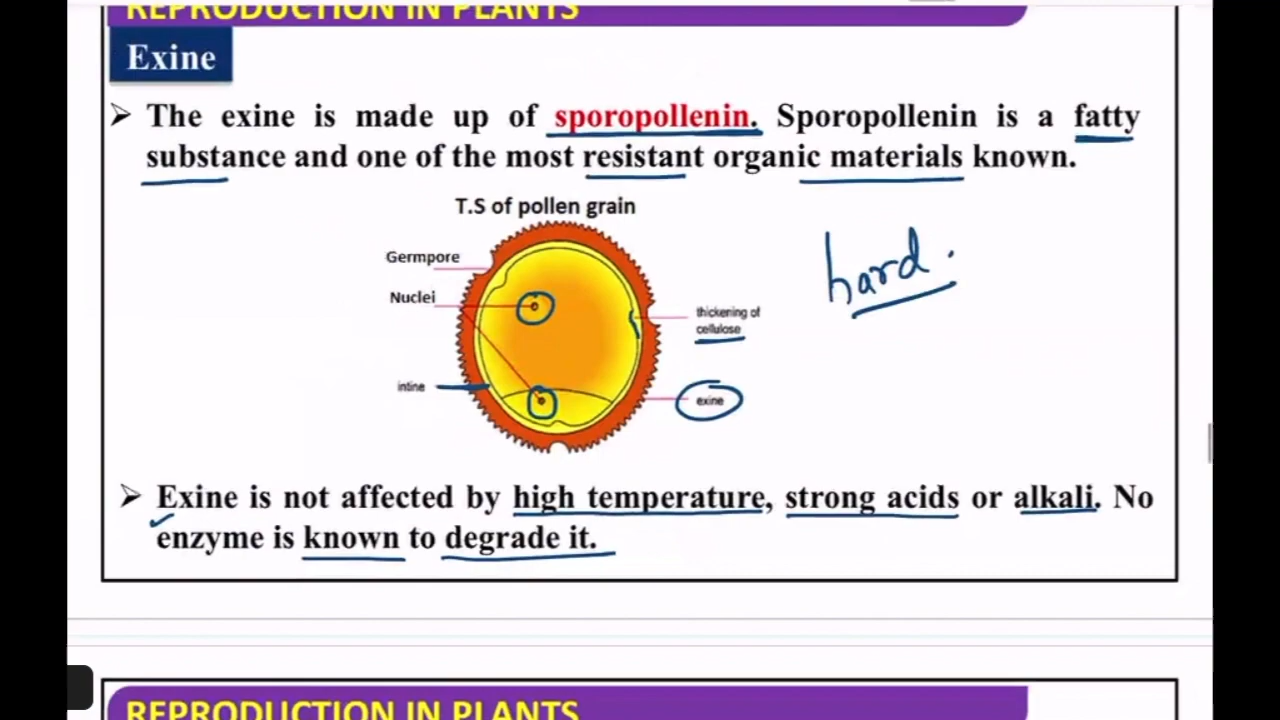 REPRODUCTION IN PLANTS
Exine
➢ The exine is made up of sporopollenin. Sporopollenin is a fatty
substance and one of the most resistant organic materials known.
T.S of pollen grain
Germpore
Nuclei
intine
thickening of
cellulose
exine
hard.
➢ Exine is not affected by high temperature, strong acids or alkali. No
enzyme is known to degrade it.
REPRODUCTION IN PLANTS